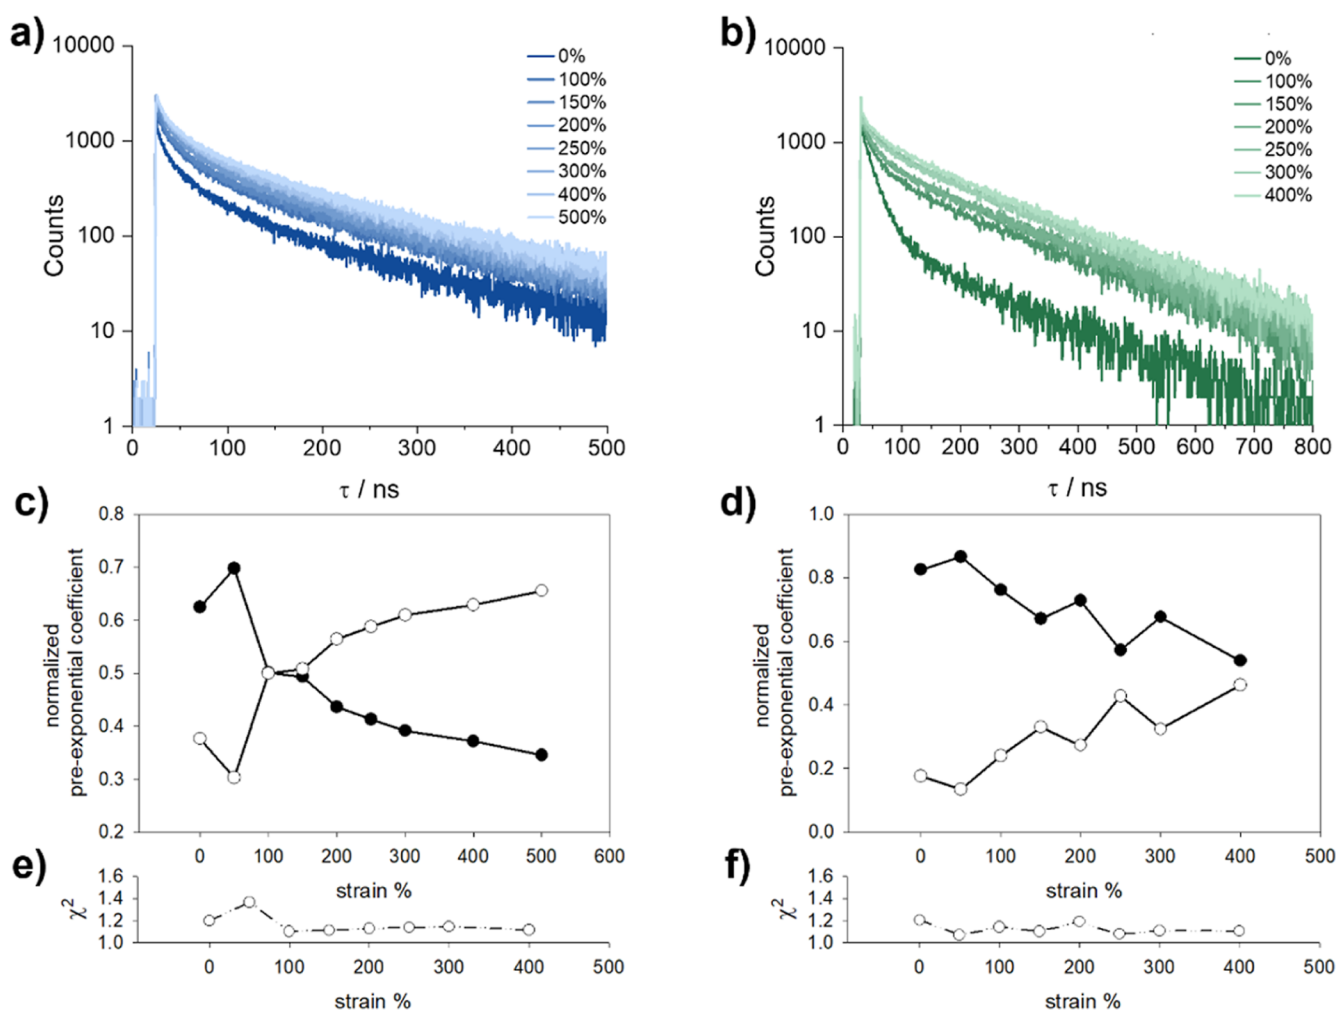 a)
10000
1000
100
10
1
Counts
0%
100%
150%
200%
250%
300%
400%
500%
0 100 200 300 400 500
τ / ns
b)
10000
1000
100
10
1
Counts
0%
100%
150%
200%
250%
300%
400%
0 100 200 300 400 500 600 700 800
τ / ns
c)
0.8
0.7
0.6
0.5
0.4
0.3
0.2
normalized
pre-exponential coefficient
0 100 200 300 400 500 600
strain %
d)
1.0
0.8
0.6
0.4
0.2
0.0
normalized
pre-exponential coefficient
0 100 200 300 400 500
strain %
e)
1.6
1.4
1.2
1.0
χ²
0 100 200 300 400 500
strain %
f)
1.6
1.4
1.2
1.0
χ²
0 100 200 300 400 500
strain %